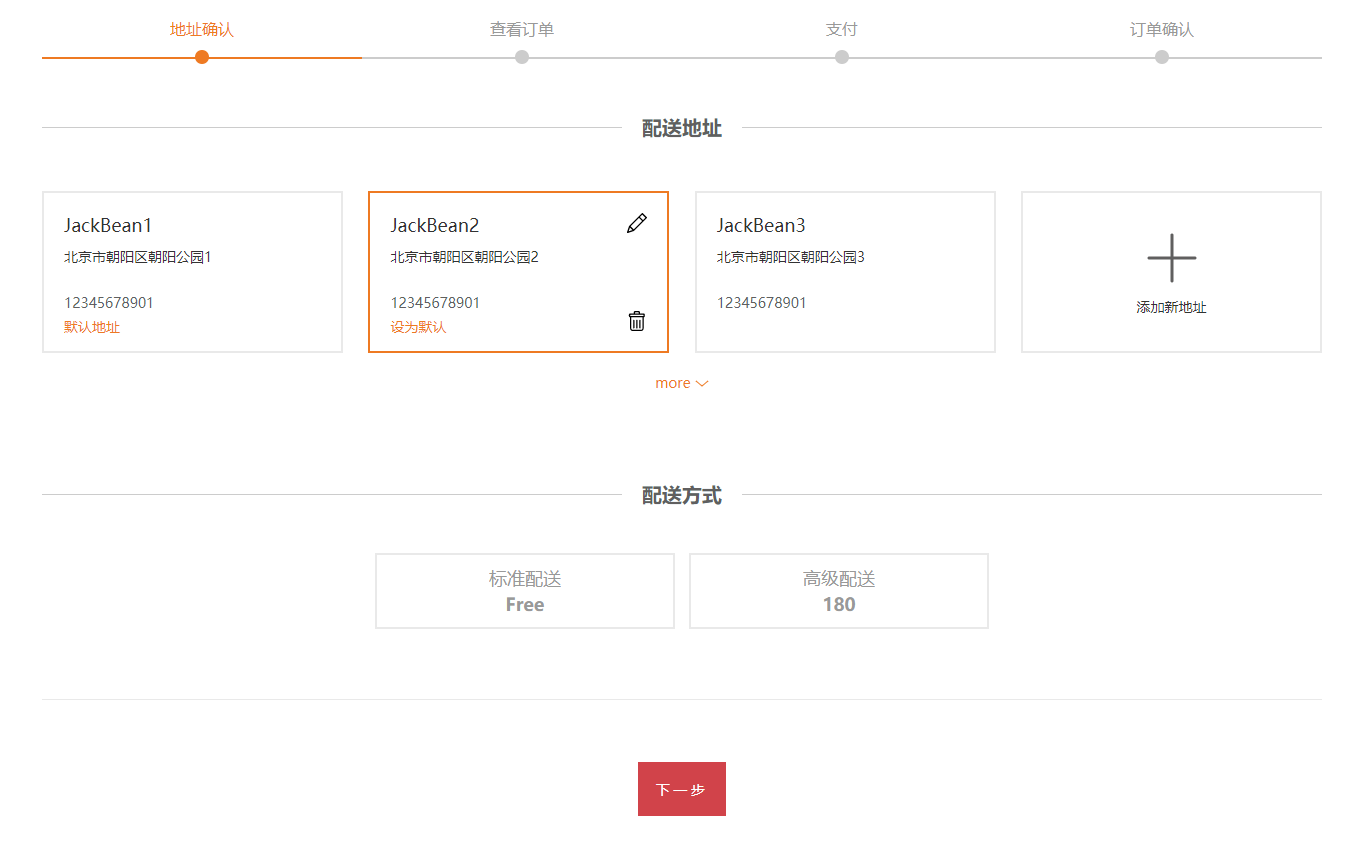 地址确认
查看订单
支付
订单确认
配送地址
JackBean1
北京市朝阳区朝阳公园1
12345678901
默认地址
JackBean2
北京市朝阳区朝阳公园2
12345678901
设为默认
JackBean3
北京市朝阳区朝阳公园3
12345678901
添加新地址
more
配送方式
标准配送
Free
高级配送
180
下一步